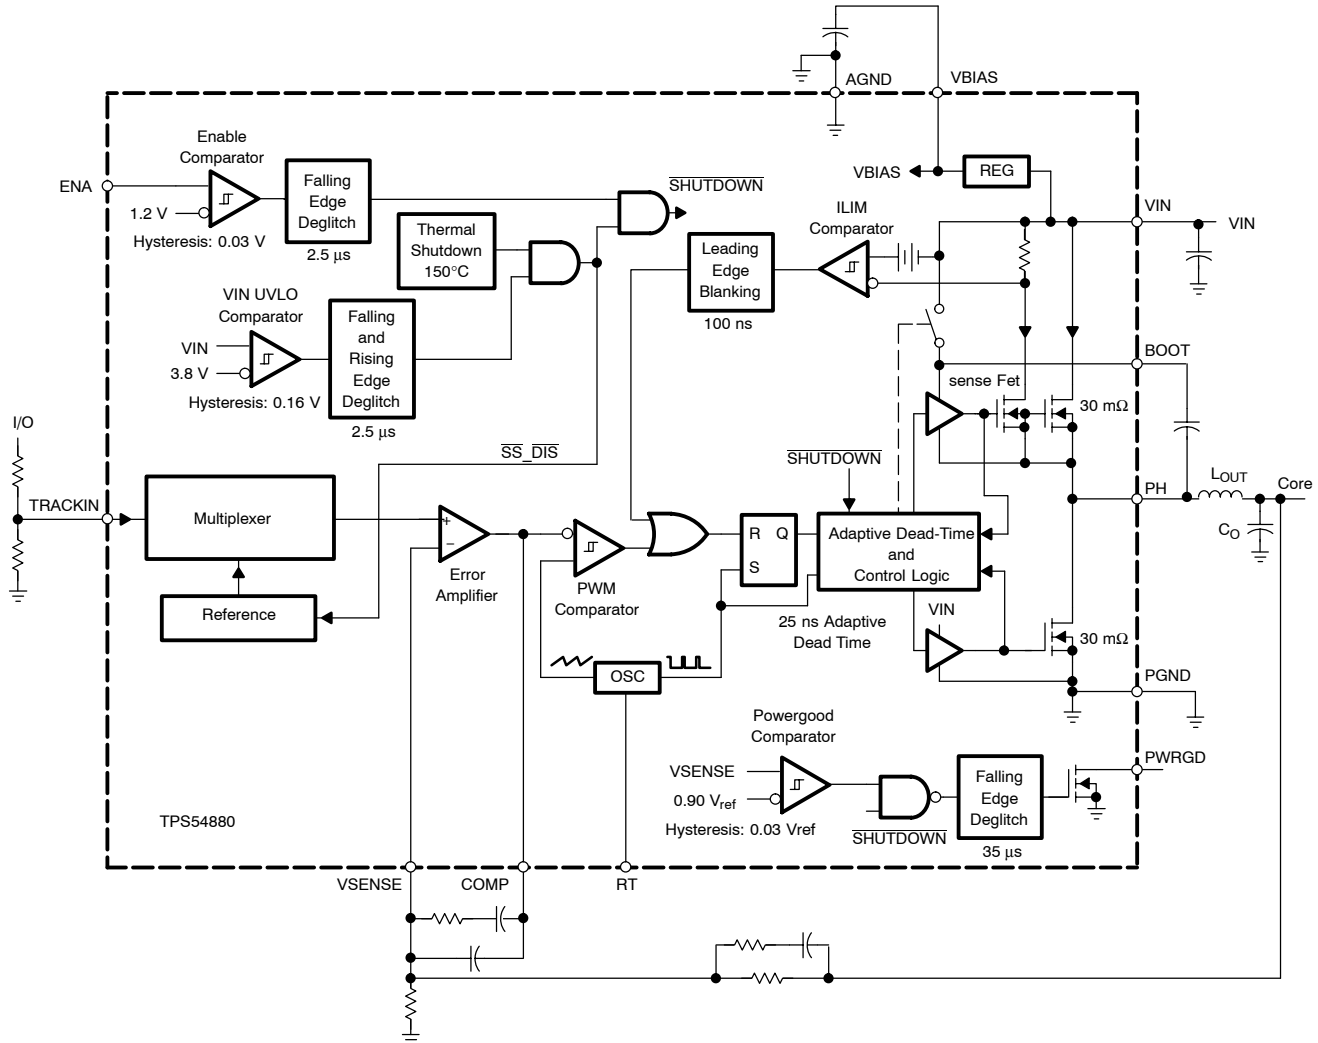 AGND
VBIAS
Enable
Comparator
ENA
1.2 V
Hysteresis: 0.03 V
Falling
Edge
Deglitch
2.5 μs
Thermal
Shutdown
150°C
SHUTDOWN
VBIAS
REG
ILIM
Comparator
Leading
Edge
Blanking
100 ns
VIN
VIN
VIN UVLO
Comparator
VIN
3.8 V
Hysteresis: 0.16 V
Falling
and
Rising
Edge
Deglitch
2.5 μs
BOOT
sense Fet
30 mΩ
I/O
SS_DIS
SHUTDOWN
TRACKIN
Multiplexer
Reference
+
−
Error
Amplifier
PWM
Comparator
R Q
S
Adaptive Dead-Time
and
Control Logic
25 ns Adaptive
Dead Time
VIN
PH
LOUT
Core
CO
30 mΩ
OSC
PGND
Powergood
Comparator
VSENSE
0.90 Vref
Hysteresis: 0.03 Vref
SHUTDOWN
Falling
Edge
Deglitch
35 μs
PWRGD
TPS54880
VSENSE
COMP
RT